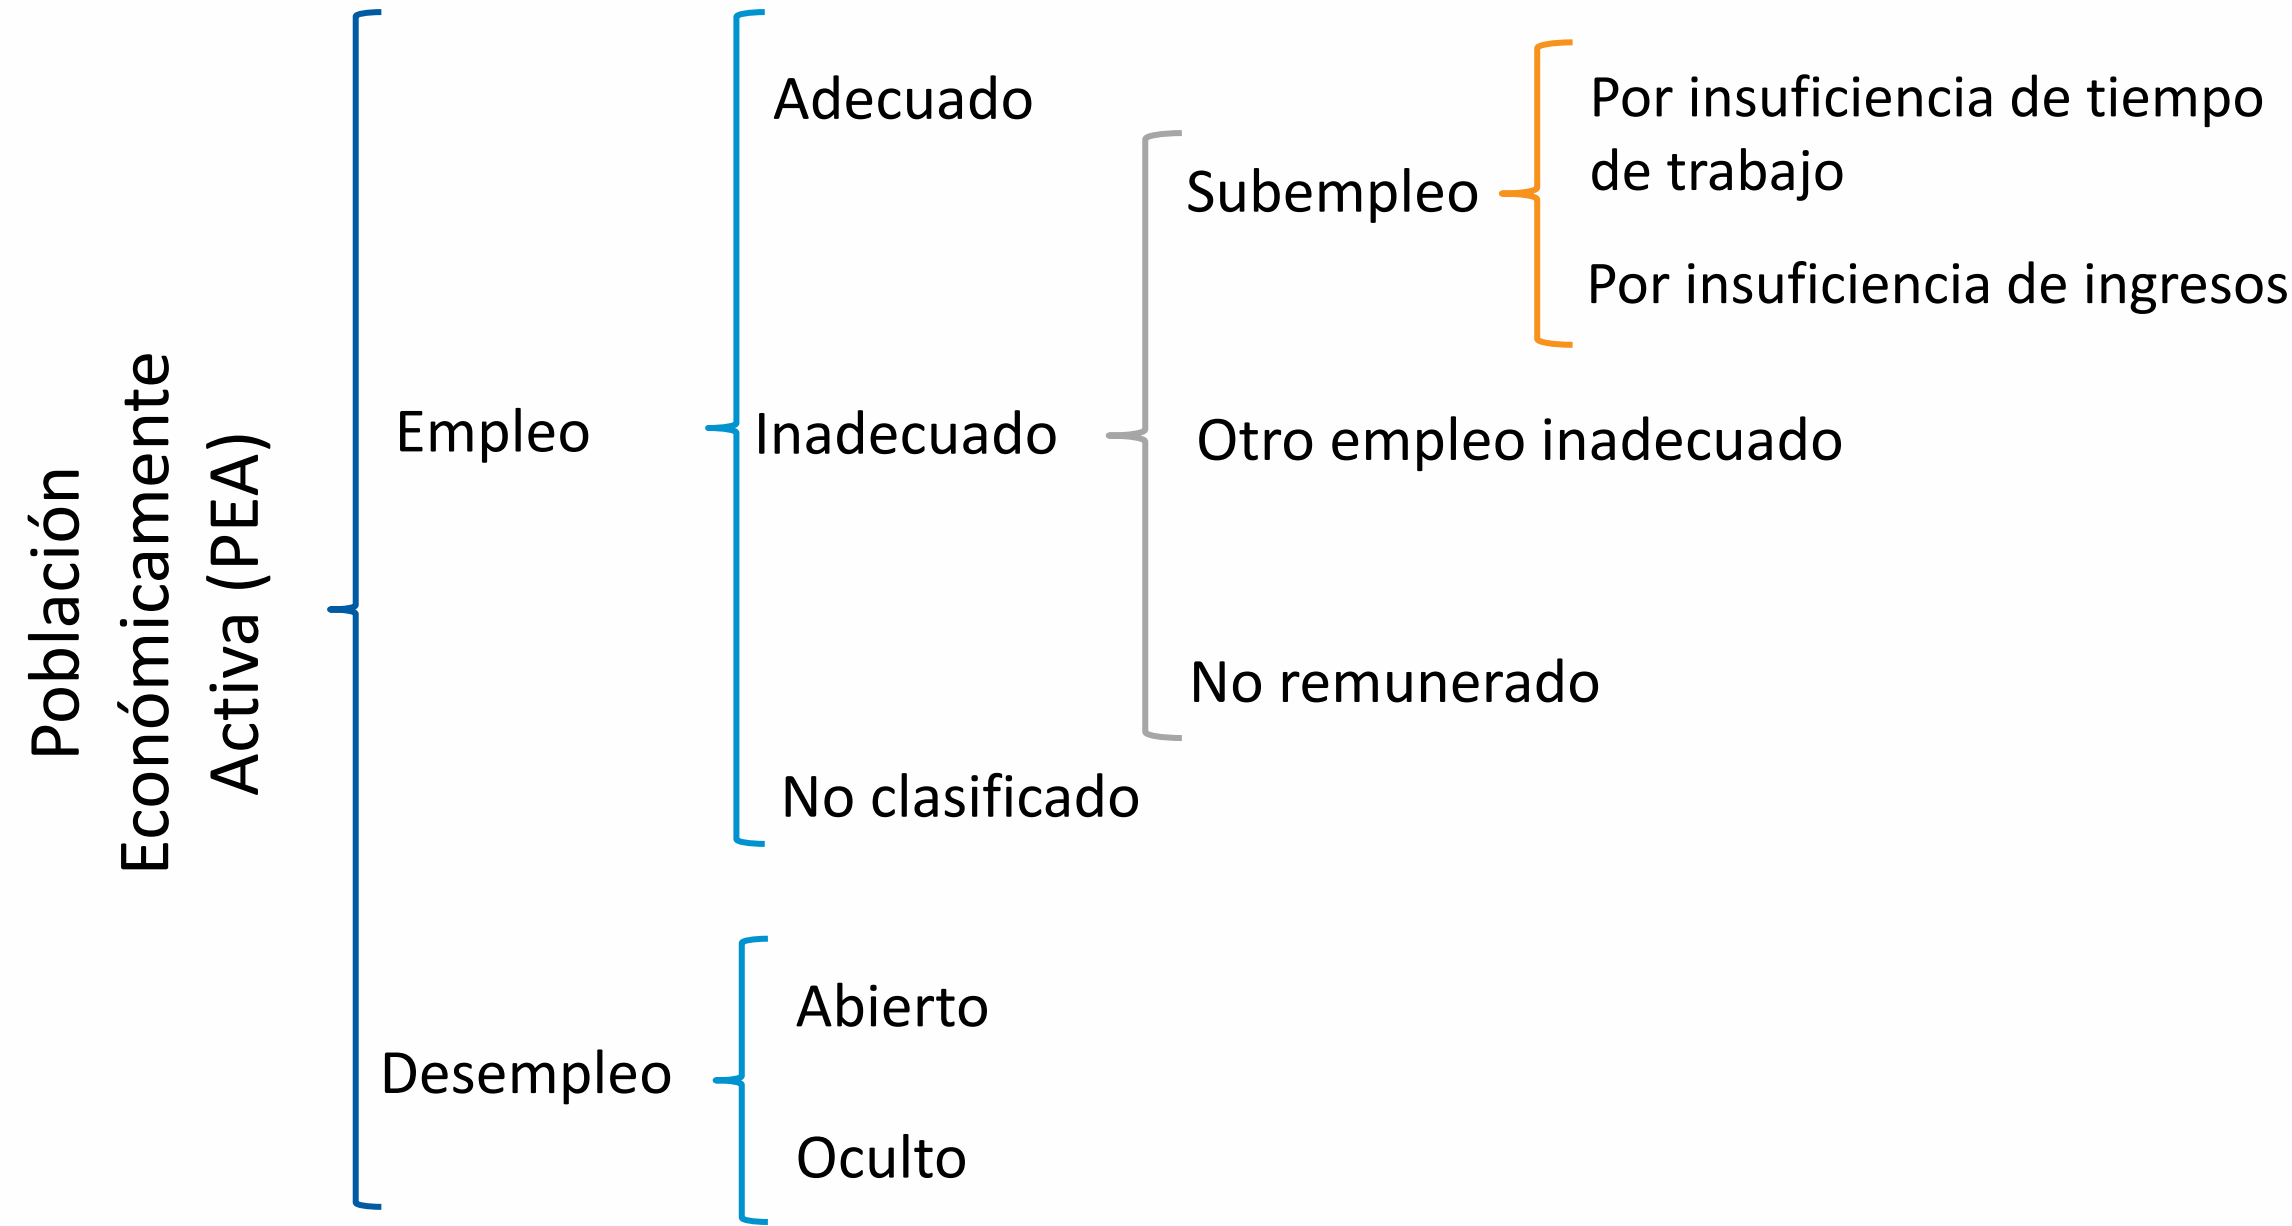 Población
Económicamente
Activa (PEA)
Empleo
Adecuado
Inadecuado
Subempleo
Por insuficiencia de tiempo
de trabajo
Por insuficiencia de ingresos
Otro empleo inadecuado
No remunerado
No clasificado
Desempleo
Abierto
Oculto